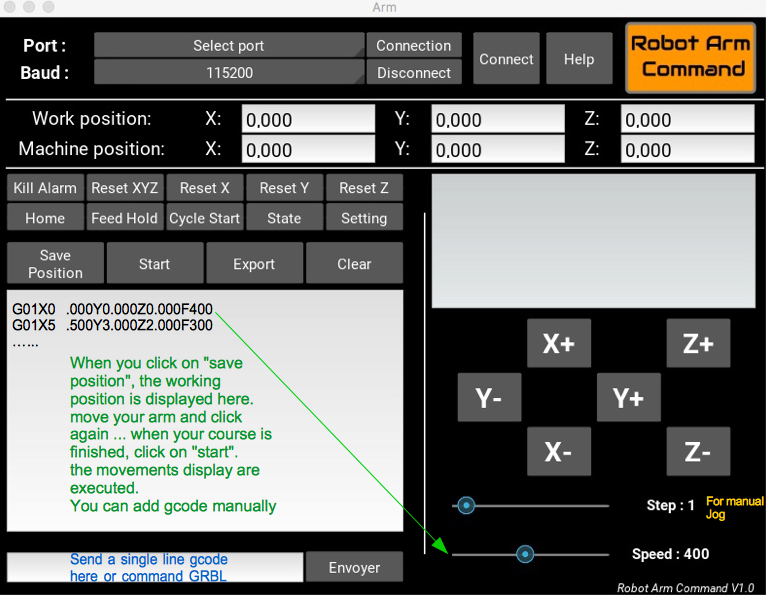 Arm
Port :
Select port
Connection
Baud :
115200
Disconnect
Connect
Help
Robot Arm
Command
Work position:
X:
0,000
Y:
0,000
Z:
0,000
Machine position:
X:
0,000
Y:
0,000
Z:
0,000
Kill Alarm
Reset XYZ
Reset X
Reset Y
Reset Z
Home
Feed Hold
Cycle Start
State
Setting
Save
Position
Start
Export
Clear
G01X0 .000Y0.000Z0.000F400
G01X5 .500Y3.000Z2.000F300
......
When you click on "save
position", the working
position is displayed here.
move your arm and click
again ... when your course is
finished, click on "start".
the movements display are
executed.
You can add gcode manually
Send a single line gcode
here or command GRBL
Envoyer
X+
Z+
Y-
Y+
X-
Z-
Step : 1
For manual
Jog
Speed : 400
Robot Arm Command V1.0